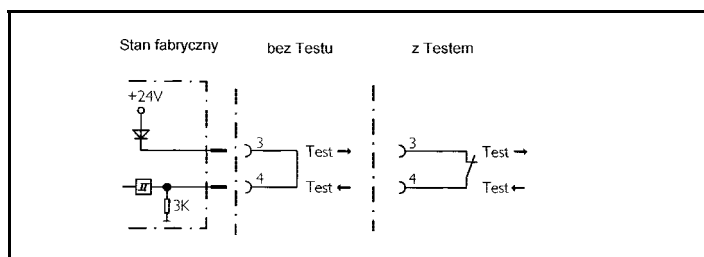 Stan fabryczny bez Testu z Testem
+24V
3 Test → 3 Test →
4 Test ← 4 Test ←
3K